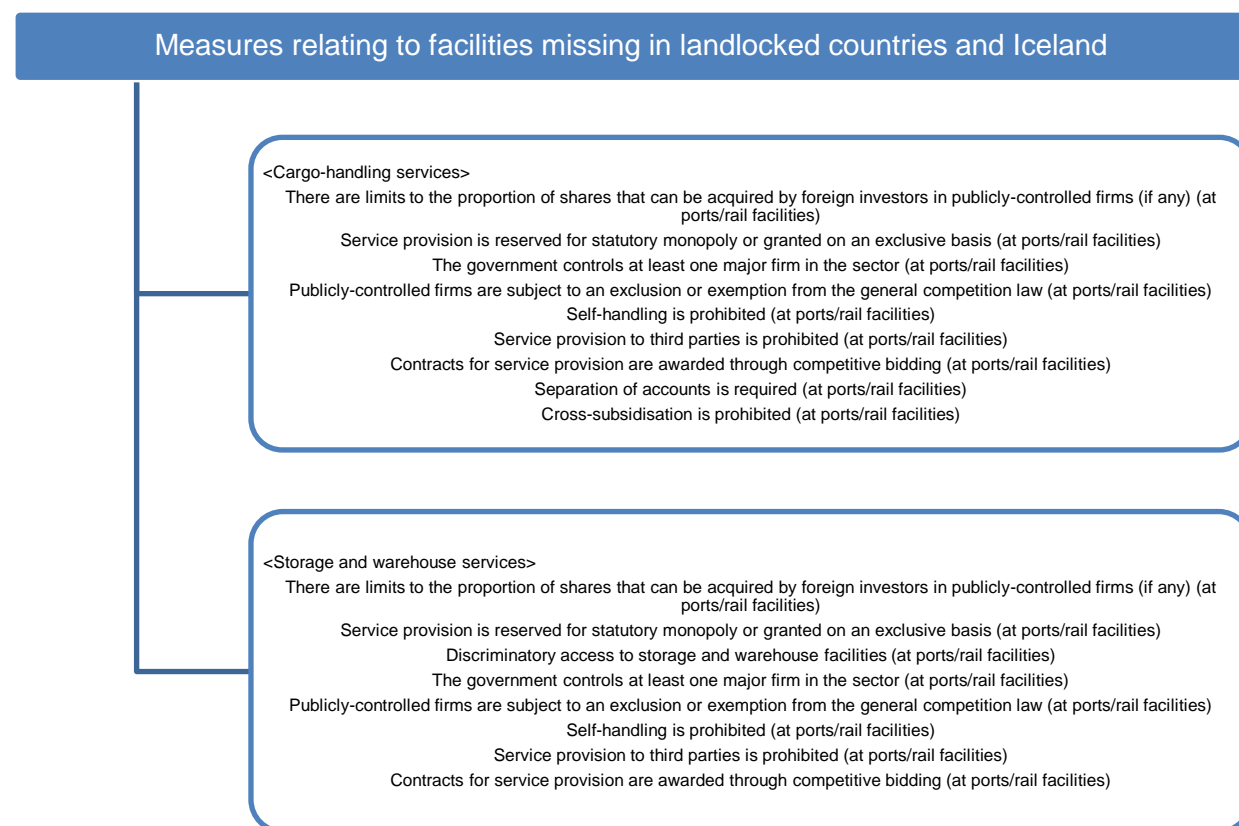 Measures relating to facilities missing in landlocked countries and Iceland
<Cargo-handling services>
There are limits to the proportion of shares that can be acquired by foreign investors in publicly-controlled firms (if any) (at
ports/rail facilities)
Service provision is reserved for statutory monopoly or granted on an exclusive basis (at ports/rail facilities)
The government controls at least one major firm in the sector (at ports/rail facilities)
Publicly-controlled firms are subject to an exclusion or exemption from the general competition law (at ports/rail facilities)
Self-handling is prohibited (at ports/rail facilities)
Service provision to third parties is prohibited (at ports/rail facilities)
Contracts for service provision are awarded through competitive bidding (at ports/rail facilities)
Separation of accounts is required (at ports/rail facilities)
Cross-subsidisation is prohibited (at ports/rail facilities)
<Storage and warehouse services>
There are limits to the proportion of shares that can be acquired by foreign investors in publicly-controlled firms (if any) (at
ports/rail facilities)
Service provision is reserved for statutory monopoly or granted on an exclusive basis (at ports/rail facilities)
Discriminatory access to storage and warehouse facilities (at ports/rail facilities)
The government controls at least one major firm in the sector (at ports/rail facilities)
Publicly-controlled firms are subject to an exclusion or exemption from the general competition law (at ports/rail facilities)
Self-handling is prohibited (at ports/rail facilities)
Service provision to third parties is prohibited (at ports/rail facilities)
Contracts for service provision are awarded through competitive bidding (at ports/rail facilities)